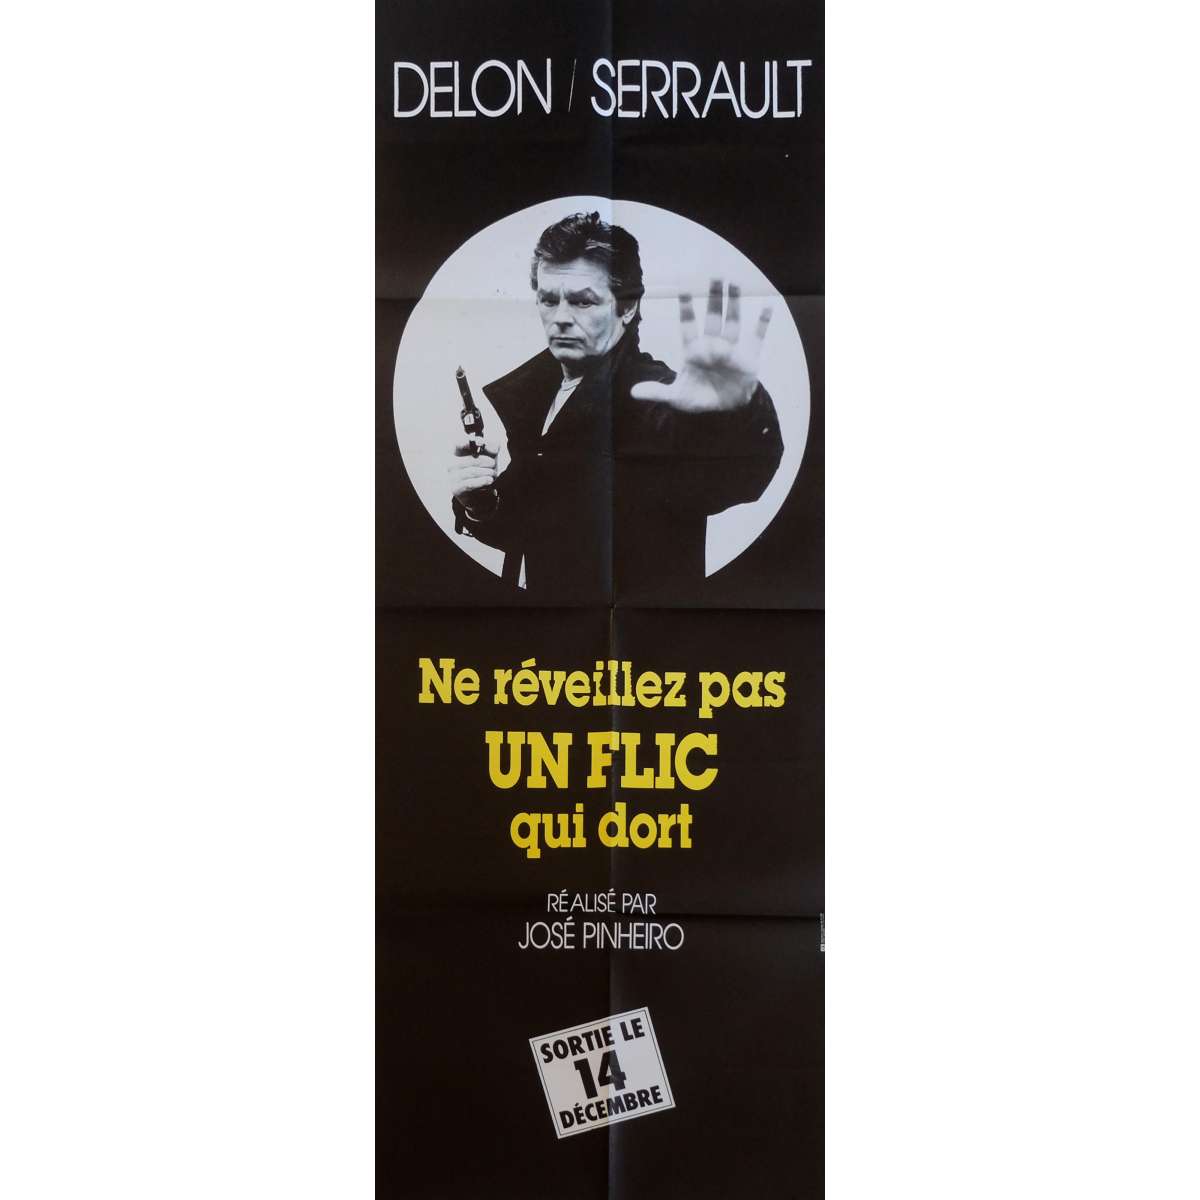 DELON / SERRAULT
Ne réveillez pas
UN FLIC
qui dort
RÉALISÉ PAR
JOSÉ PINHEIRO
SORTIE LE
14
DÉCEMBRE